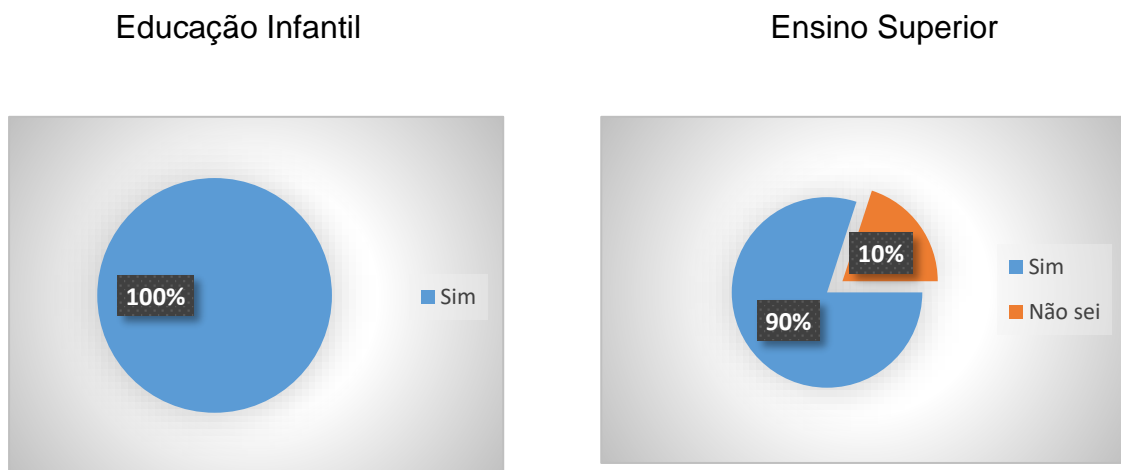 Educação Infantil
100%
Sim
Ensino Superior
10%
90%
Sim
Não sei